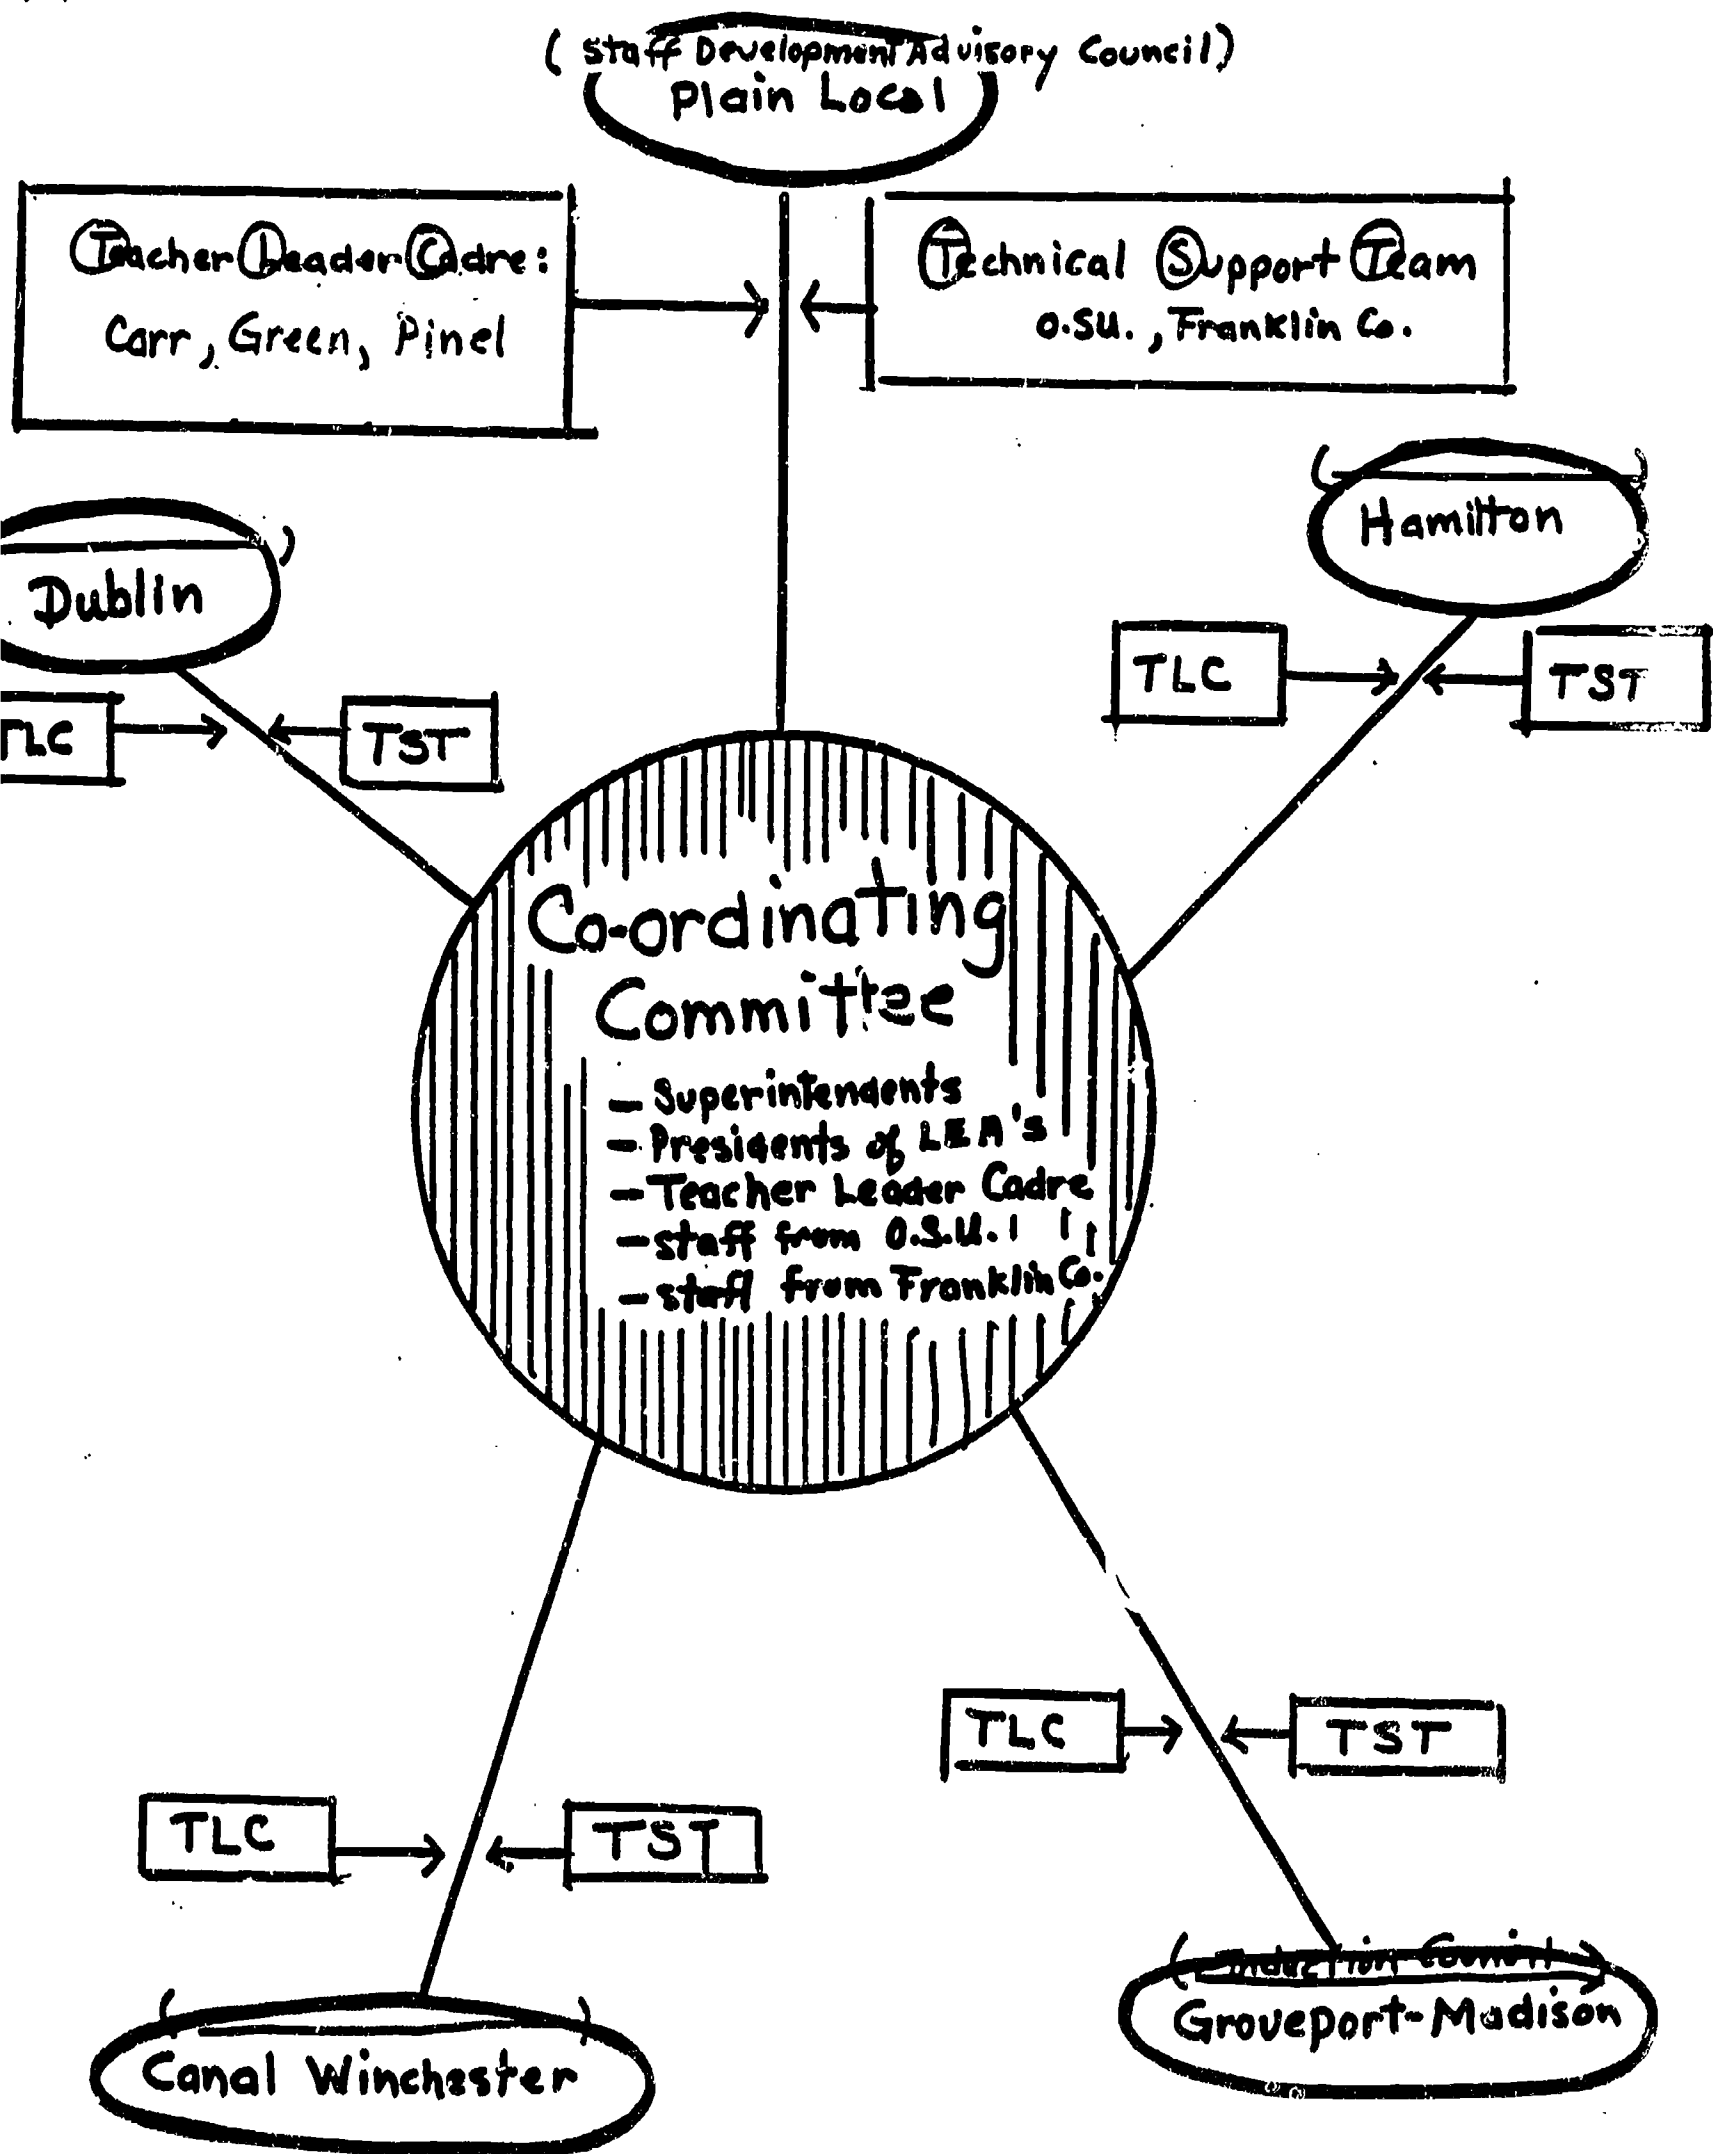 ( Staff Development Advisory Council)
Plain Local
Teacher Leader Cadre:
Carr, Green, Pinel
Technical Support Team
O.S.U., Franklin Co.
Hamilton
Dublin
TLC
TST
TLC
TST
Co-ordinating
Committee
- Superintendents
- Presidents of LEA's
- Teacher Leader Cadre
- staff from O.S.U.
- staff from Franklin Co.
TLC
TST
TLC
TST
(Induction Council)
Groveport-Madison
Canal Winchester